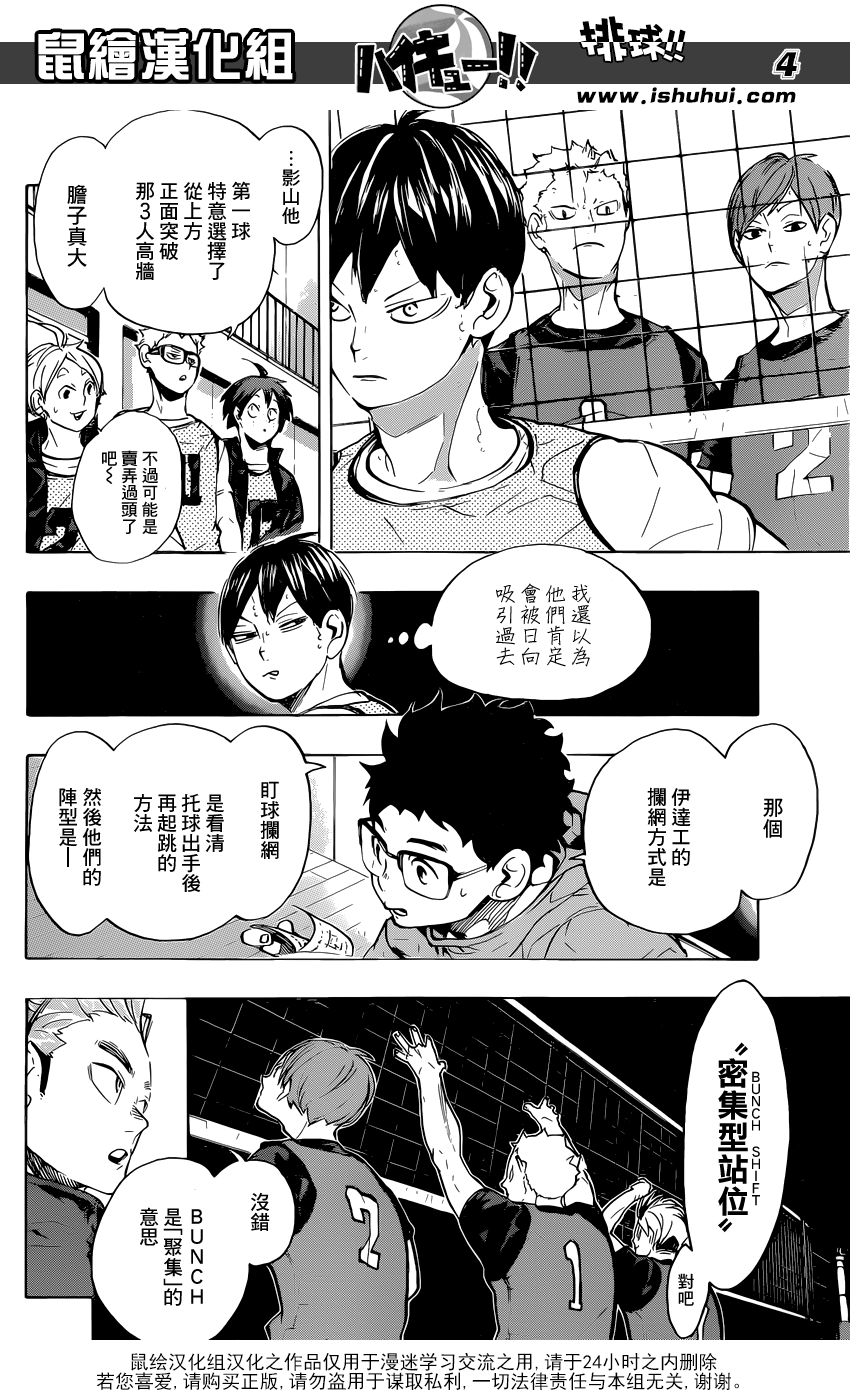 鼠繪漢化組
ハイキュー!!
排球!!
4
www.ishuhui.com
…影山他
第一球
特意選擇了
從上方
正面突破
那3人高牆
膽子真大
不過可能是
賣弄過頭了
吧~
我還以為
他們肯定
會被日向
吸引過去
那個
伊達工的
攔網方式是
盯球攔網
是看清
托球出手後
再起跳的
方法
然後他們的
陣型是—
〝密集型站位〞
BUNCH SHIFT
對吧
沒錯
BUNCH
是「聚集」的
意思
7
1
2
鼠绘汉化组汉化之作品仅用于漫迷学习交流之用,请于24小时之内删除
若您喜爱,请购买正版,请勿盗用于谋取私利,一切法律责任与本组无关,谢谢。